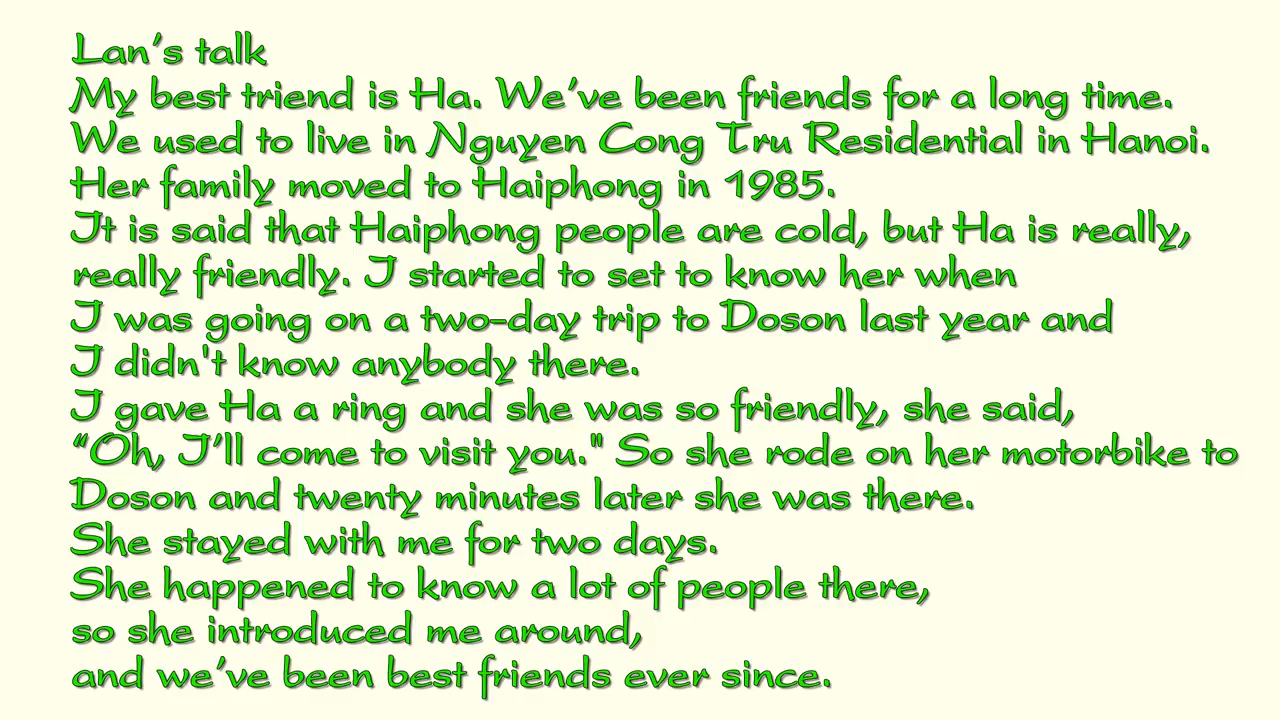 Lan’s talk
My best triend is Ha. We’ve been friends for a long time.
We used to live in Nguyen Cong Tru Residential in Hanoi.
Her family moved to Haiphong in 1985.
It is said that Haiphong people are cold, but Ha is really,
really friendly. I started to set to know her when
I was going on a two-day trip to Doson last year and
I didn't know anybody there.
I gave Ha a ring and she was so friendly, she said,
“Oh, I’ll come to visit you." So she rode on her motorbike to
Doson and twenty minutes later she was there.
She stayed with me for two days.
She happened to know a lot of people there,
so she introduced me around,
and we’ve been best friends ever since.